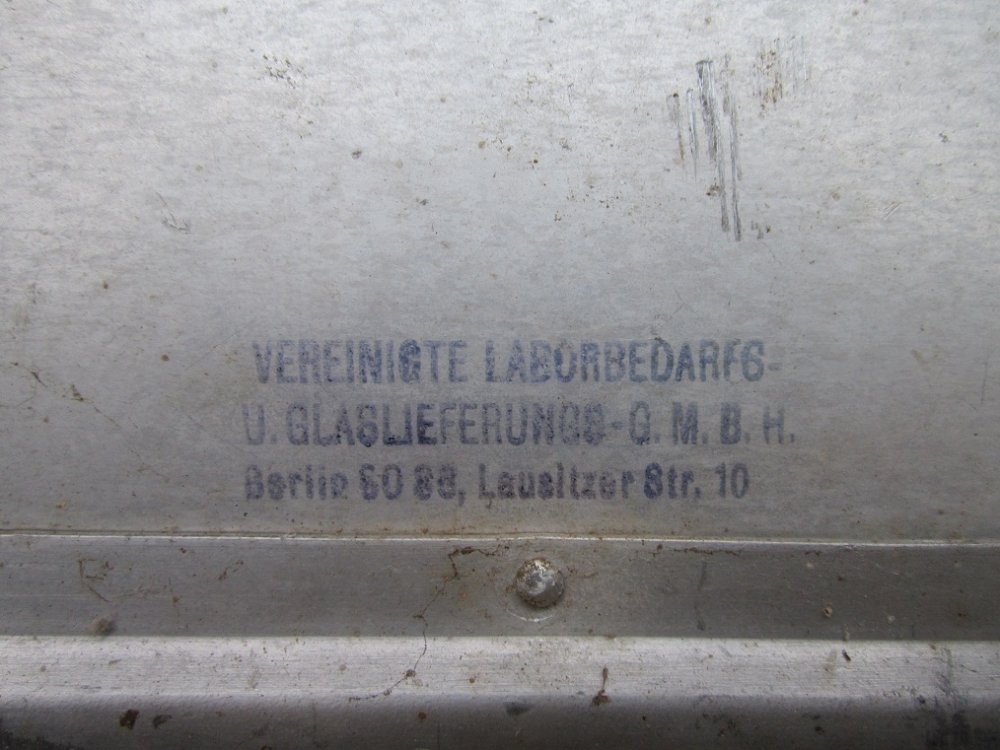 VEREINIGTE LABORBEDARFS-
U. GLASLIEFERUNGS-G.M.B.H.
Berlin SO 36, Lausitzer Str. 10